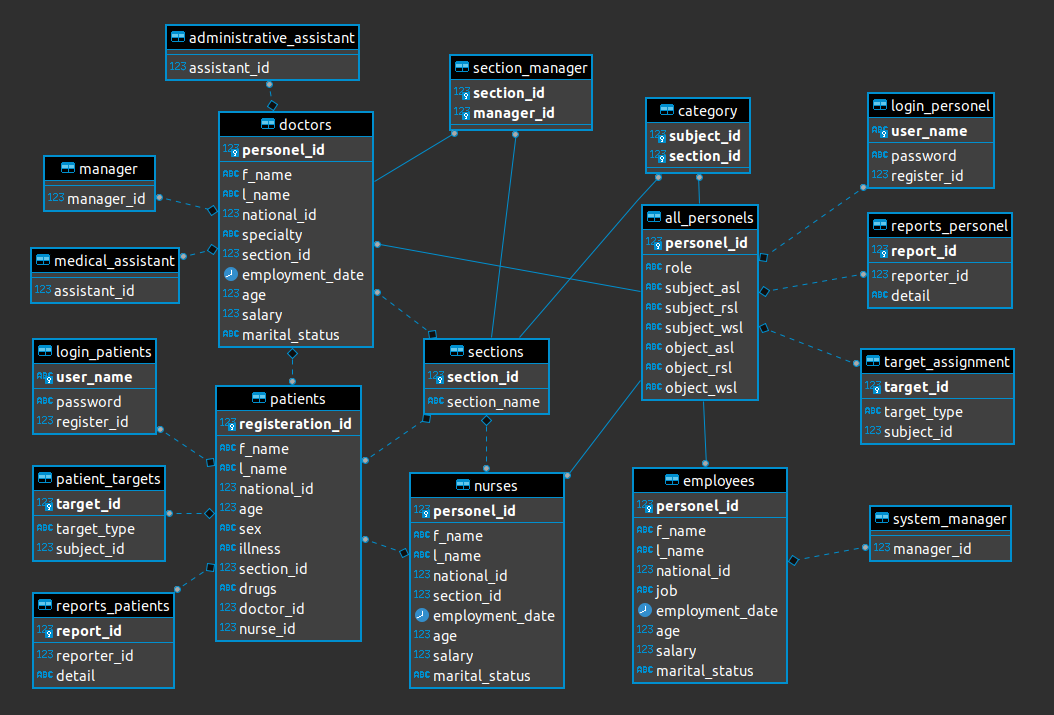 administrative_assistant
123 assistant_id
section_manager
123 section_id
123 manager_id
category
123 subject_id
123 section_id
login_personel
ABC user_name
ABC password
123 register_id
doctors
123 personel_id
ABC f_name
ABC l_name
123 national_id
ABC specialty
123 section_id
employment_date
123 age
123 salary
ABC marital_status
manager
123 manager_id
all_personels
123 personel_id
ABC role
ABC subject_asl
ABC subject_rsl
ABC subject_wsl
ABC object_asl
ABC object_rsl
ABC object_wsl
reports_personel
123 report_id
123 reporter_id
ABC detail
medical_assistant
123 assistant_id
login_patients
ABC user_name
ABC password
123 register_id
sections
123 section_id
ABC section_name
target_assignment
123 target_id
ABC target_type
123 subject_id
patients
123 registeration_id
ABC f_name
ABC l_name
123 national_id
123 age
ABC sex
ABC illness
123 section_id
ABC drugs
123 doctor_id
123 nurse_id
patient_targets
123 target_id
ABC target_type
123 subject_id
nurses
123 personel_id
ABC f_name
ABC l_name
123 national_id
123 section_id
employment_date
123 age
123 salary
ABC marital_status
employees
123 personel_id
ABC f_name
ABC l_name
123 national_id
ABC job
employment_date
123 age
123 salary
ABC marital_status
system_manager
123 manager_id
reports_patients
123 report_id
123 reporter_id
ABC detail